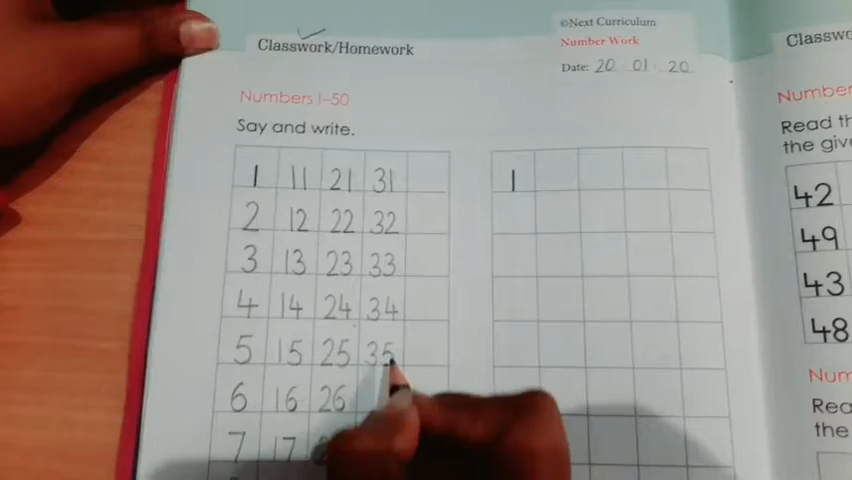 ©Next Curriculum
Classwork/Homework
Number Work
Date: 20 01 20
Numbers 1–50
Say and write.
1 11 21 31
2 12 22 32
3 13 23 33
4 14 24 34
5 15 25 35
6 16 26
7 17
1
Classwo
Number
Read th
the give
42
49
43
48
Num
Rea
the